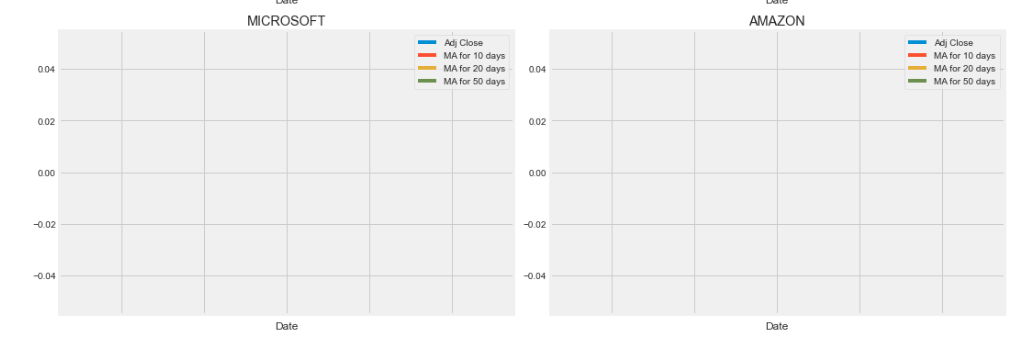 Date
Date
MICROSOFT
Adj Close
MA for 10 days
MA for 20 days
MA for 50 days
0.04
0.02
0.00
−0.02
−0.04
Date
AMAZON
Adj Close
MA for 10 days
MA for 20 days
MA for 50 days
0.04
0.02
0.00
−0.02
−0.04
Date